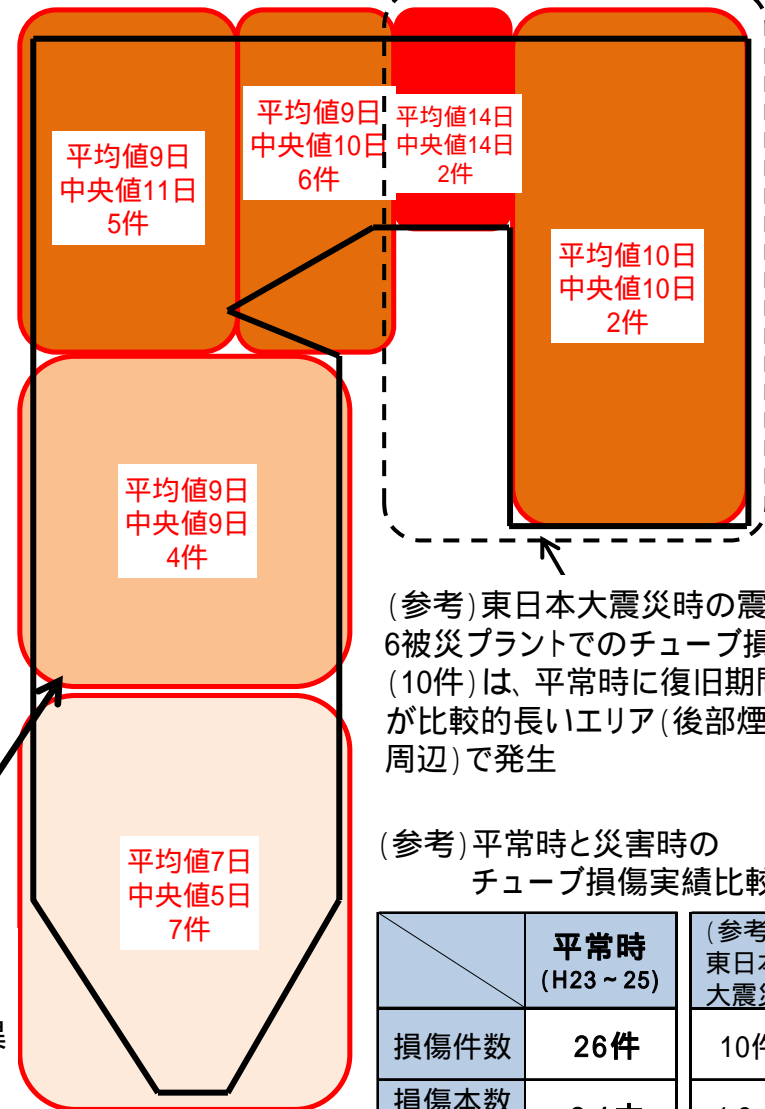 平均値9日
中央値11日
5件
平均値9日
中央値10日
6件
平均値14日
中央値14日
2件
平均値10日
中央値10日
2件
平均値9日
中央値9日
4件
平均値7日
中央値5日
7件
(参考)東日本大震災時の震
6被災プラントでのチューブ損
(10件)は、平常時に復旧期間
が比較的長いエリア(後部煙
周辺)で発生
(参考)平常時と災害時の
チューブ損傷実績比較
平常時
(H23～25)
(参考
東日本
大震災
損傷件数
26件
10件
損傷本数